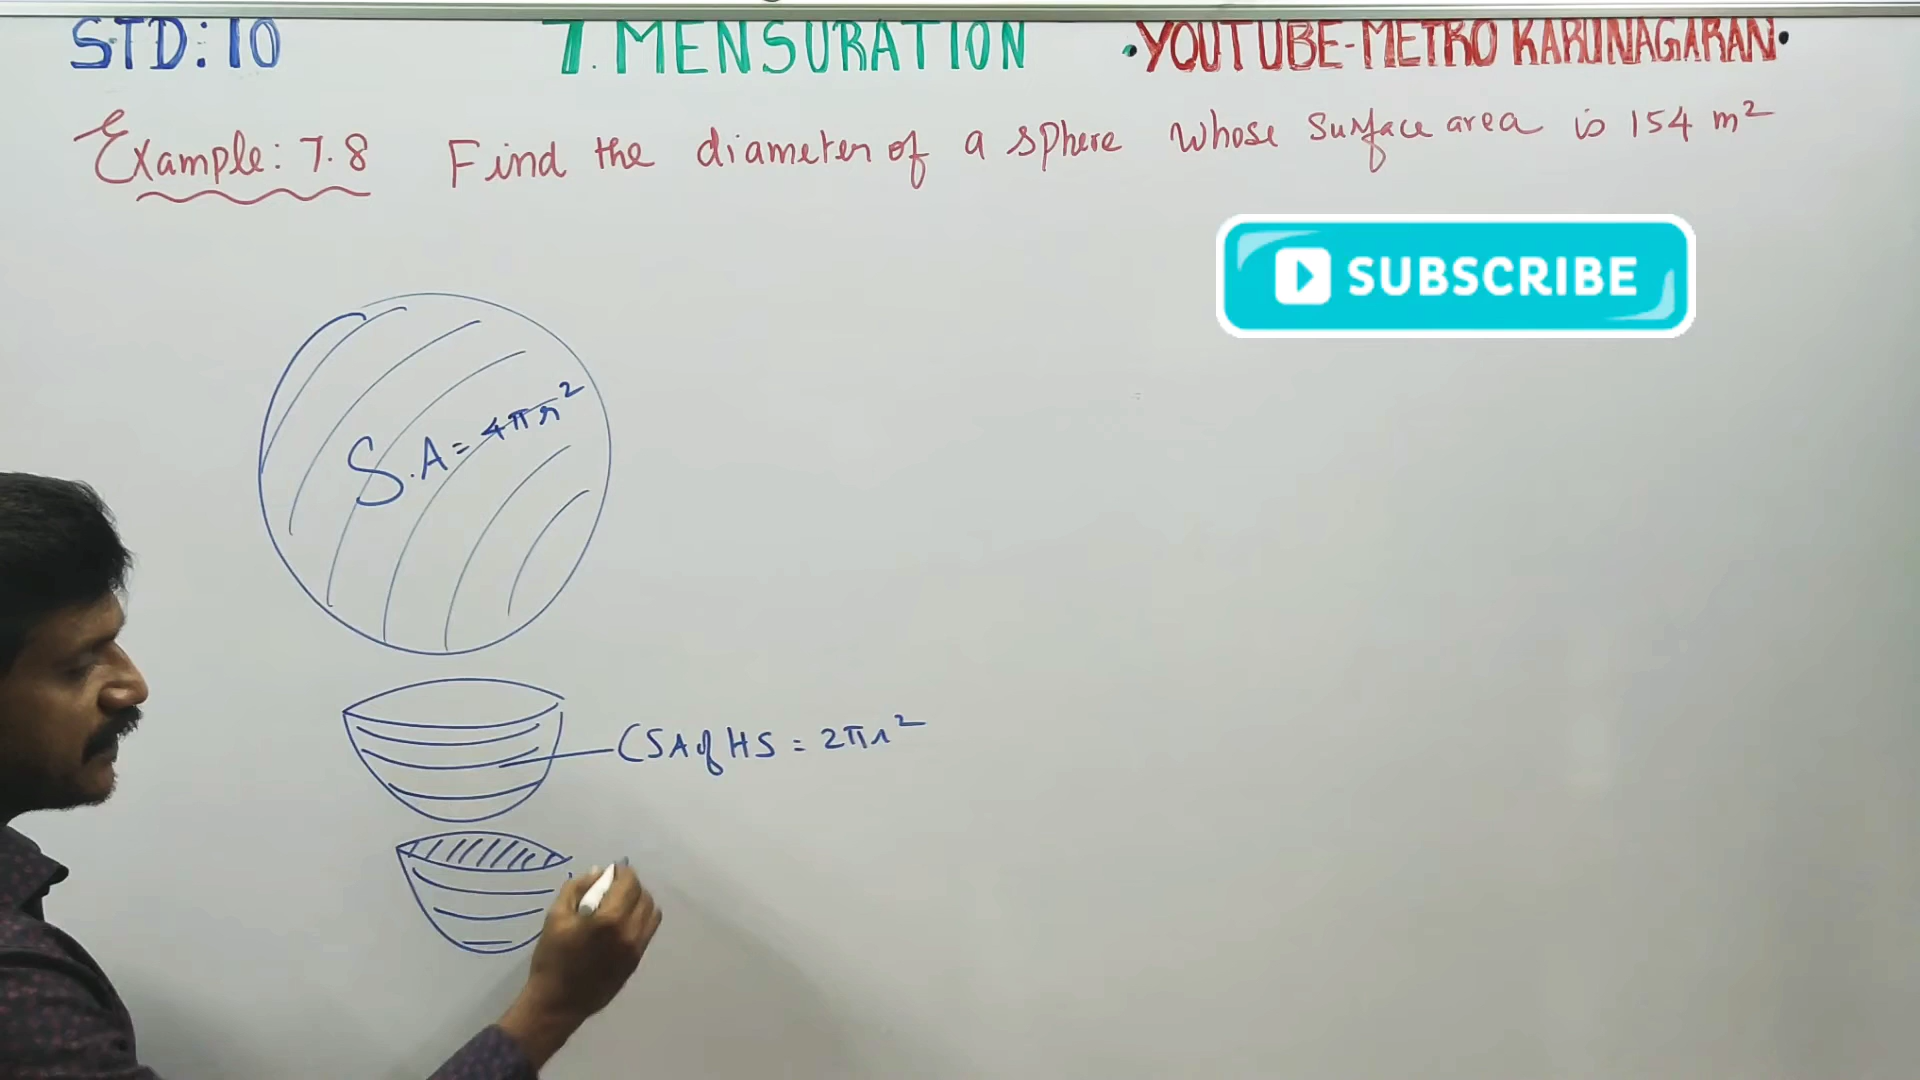 STD: 10
7. MENSURATION
•YOUTUBE-METRO KARUNAGARAN•
Example: 7.8 Find the diameter of a sphere whose surface area is 154 m²
SUBSCRIBE
S.A = 4πr²
CSA of HS = 2πr²